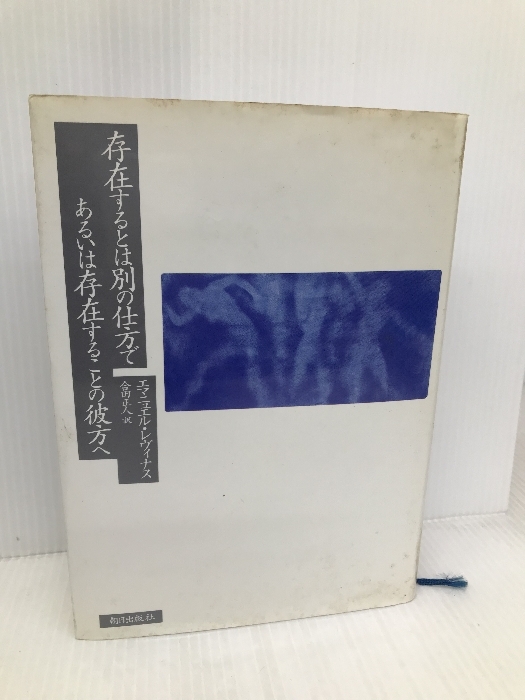 存在するとは別の仕方で
あるいは存在することの彼方へ
エマニュエル・レヴィナス
合田正人訳
朝日出版社